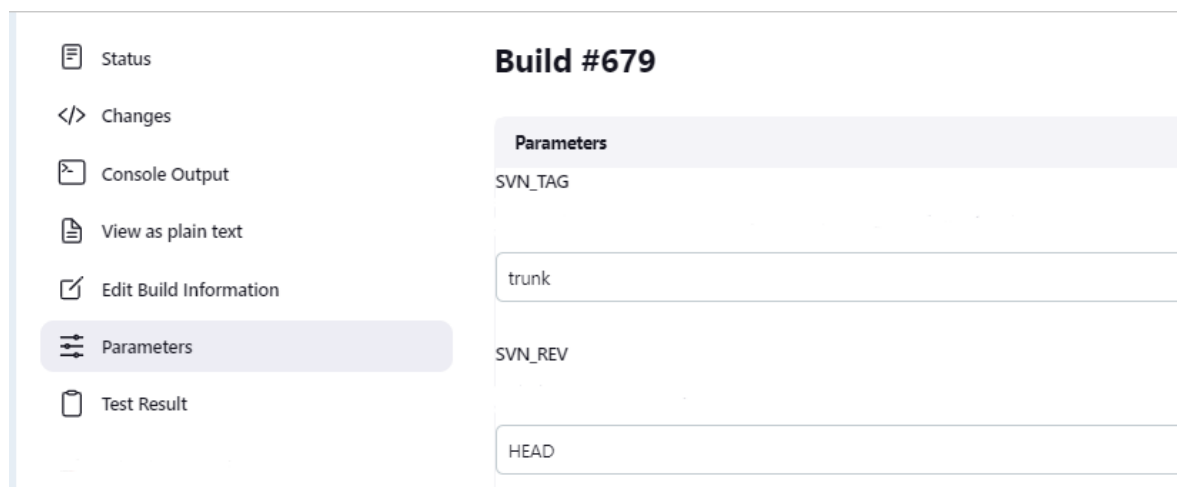 Status
Changes
Console Output
View as plain text
Edit Build Information
Parameters
Test Result
Build #679
Parameters
SVN_TAG
trunk
SVN_REV
HEAD